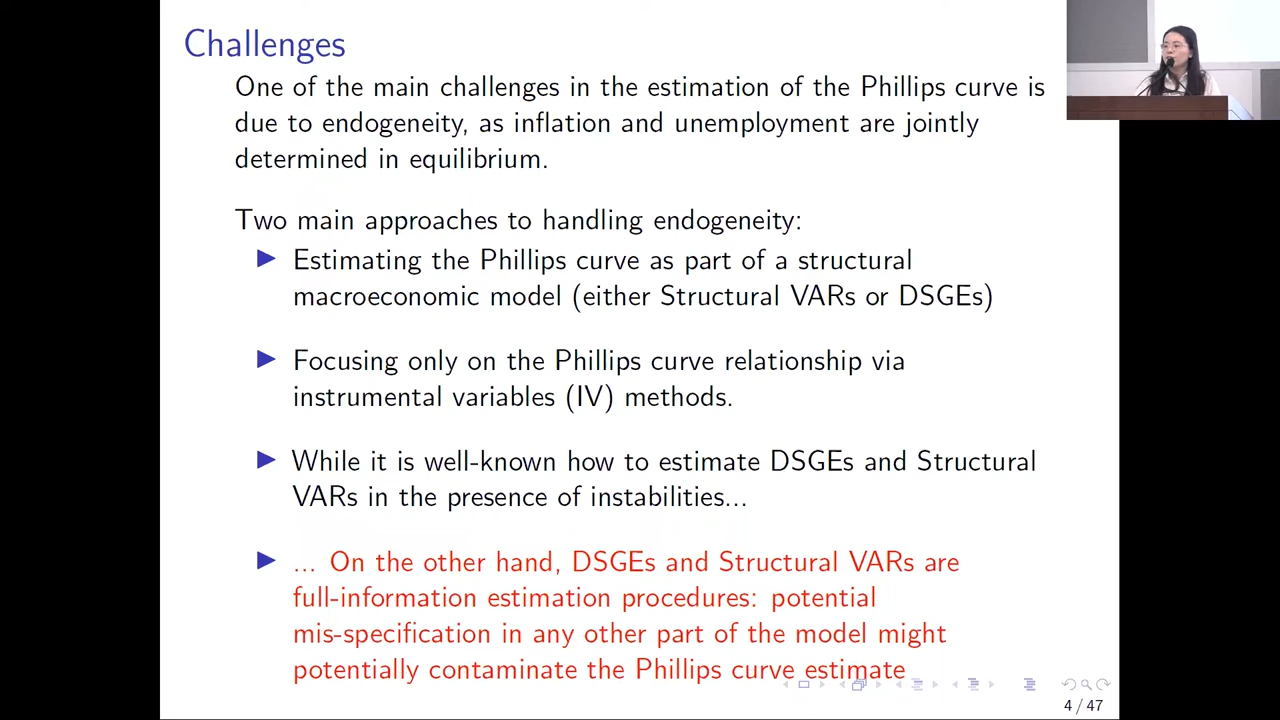 Challenges
One of the main challenges in the estimation of the Phillips curve is
due to endogeneity, as inflation and unemployment are jointly
determined in equilibrium.
Two main approaches to handling endogeneity:
Estimating the Phillips curve as part of a structural
macroeconomic model (either Structural VARs or DSGEs)
Focusing only on the Phillips curve relationship via
instrumental variables (IV) methods.
While it is well-known how to estimate DSGEs and Structural
VARs in the presence of instabilities...
... On the other hand, DSGEs and Structural VARs are
full-information estimation procedures: potential
mis-specification in any other part of the model might
potentially contaminate the Phillips curve estimate
4 / 47